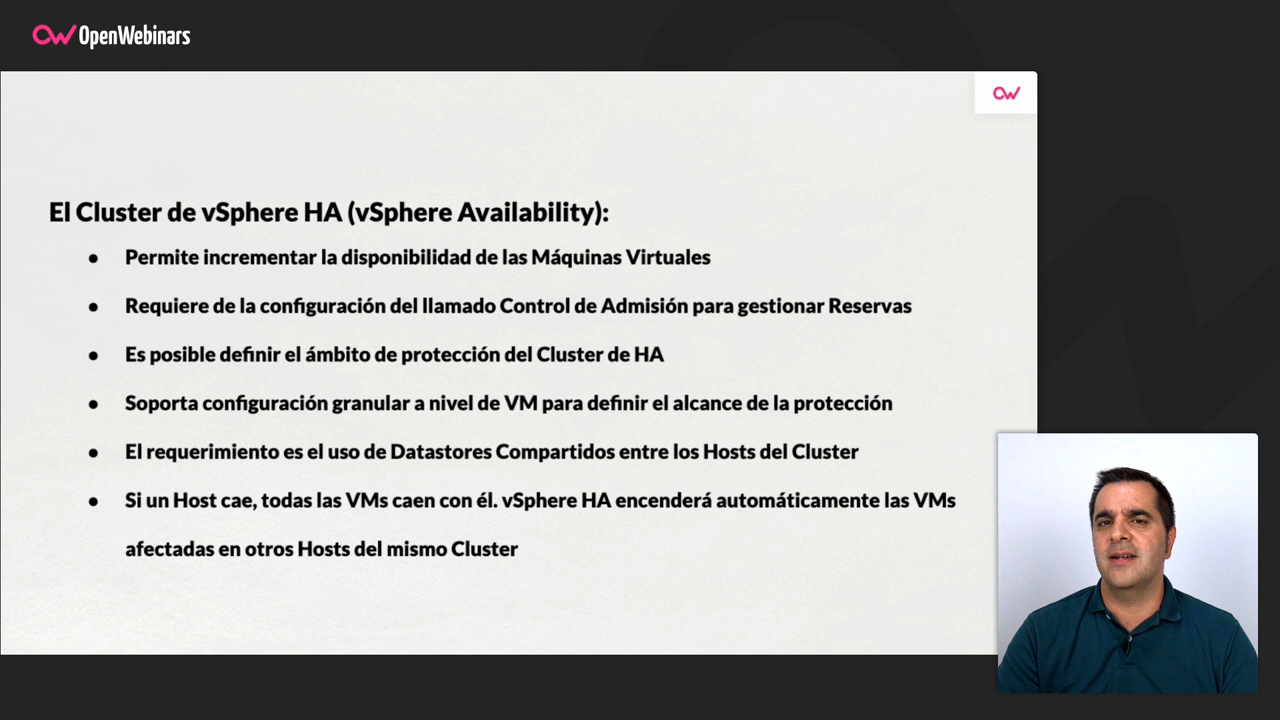 OpenWebinars
El Cluster de vSphere HA (vSphere Availability):
● Permite incrementar la disponibilidad de las Máquinas Virtuales
● Requiere de la configuración del llamado Control de Admisión para gestionar Reservas
● Es posible definir el ámbito de protección del Cluster de HA
● Soporta configuración granular a nivel de VM para definir el alcance de la protección
● El requerimiento es el uso de Datastores Compartidos entre los Hosts del Cluster
● Si un Host cae, todas las VMs caen con él. vSphere HA encenderá automáticamente las VMs
afectadas en otros Hosts del mismo Cluster